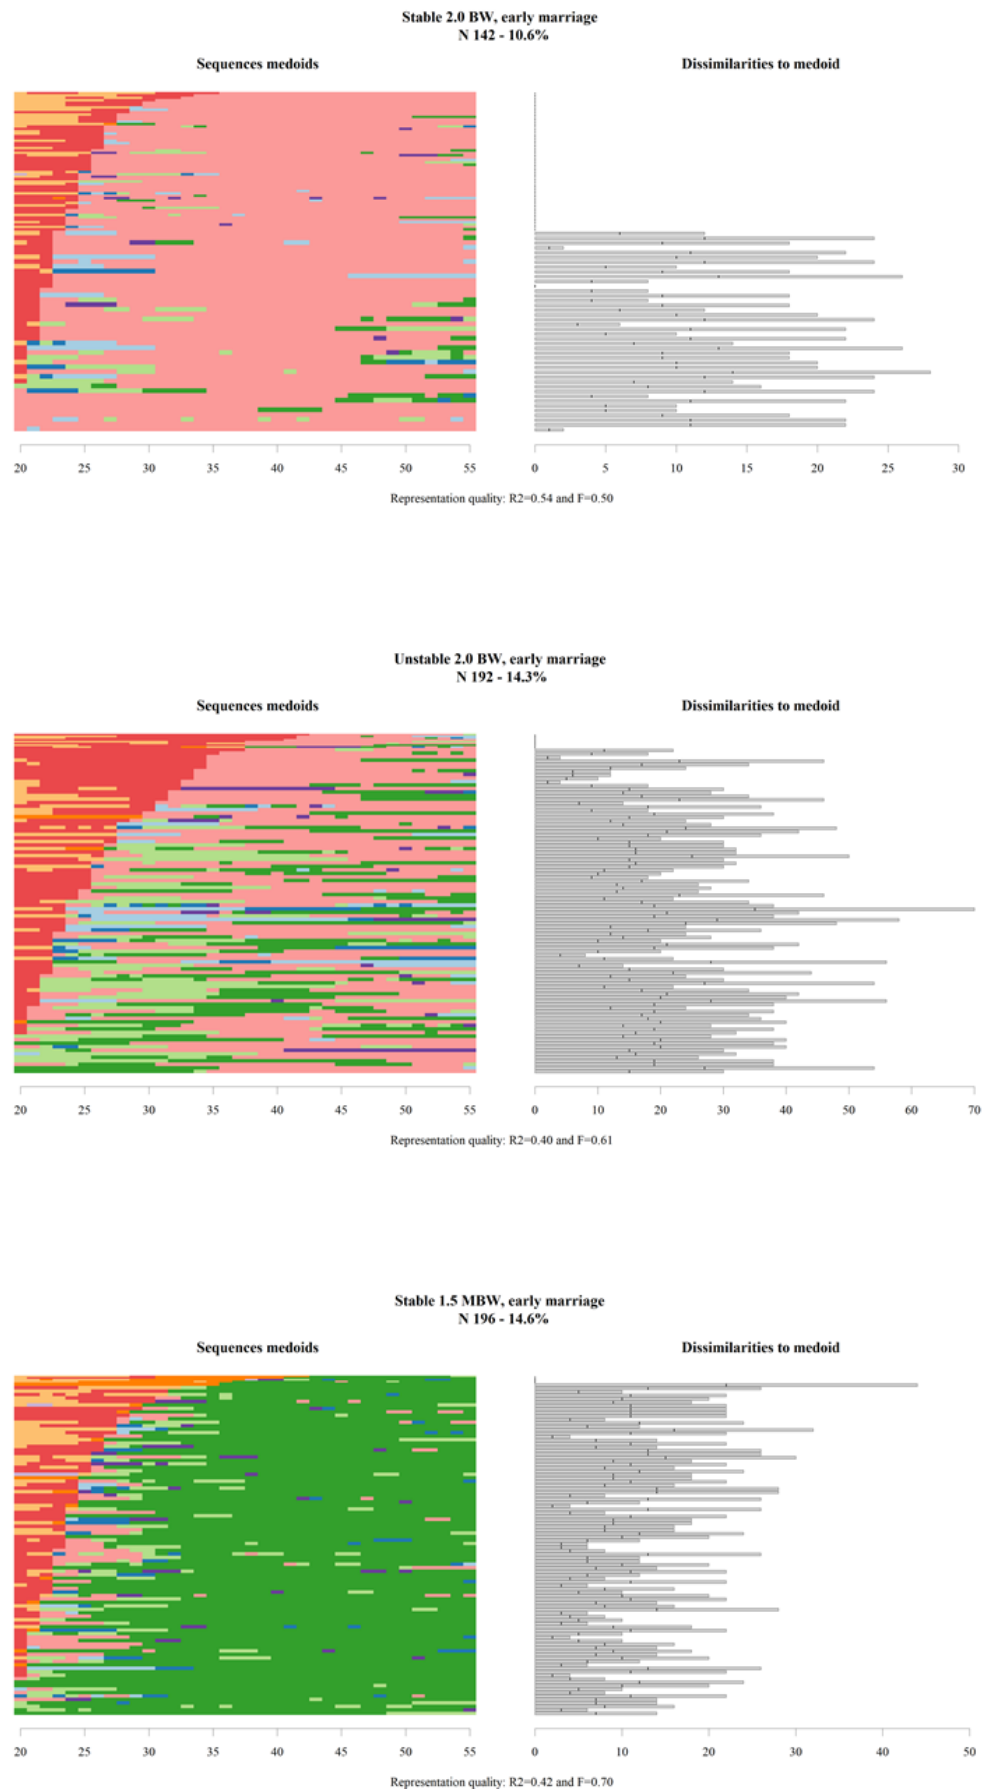 Stable 2.0 BW, early marriage
N 142 - 10.6%
Sequences medoids
Dissimilarities to medoid
20 25 30 35 40 45 50 55
0 5 10 15 20 25 30
Representation quality: R2=0.54 and F=0.50
Unstable 2.0 BW, early marriage
N 192 - 14.3%
Sequences medoids
Dissimilarities to medoid
20 25 30 35 40 45 50 55
0 10 20 30 40 50 60 70
Representation quality: R2=0.40 and F=0.61
Stable 1.5 MBW, early marriage
N 196 - 14.6%
Sequences medoids
Dissimilarities to medoid
20 25 30 35 40 45 50 55
0 10 20 30 40 50
Representation quality: R2=0.42 and F=0.70